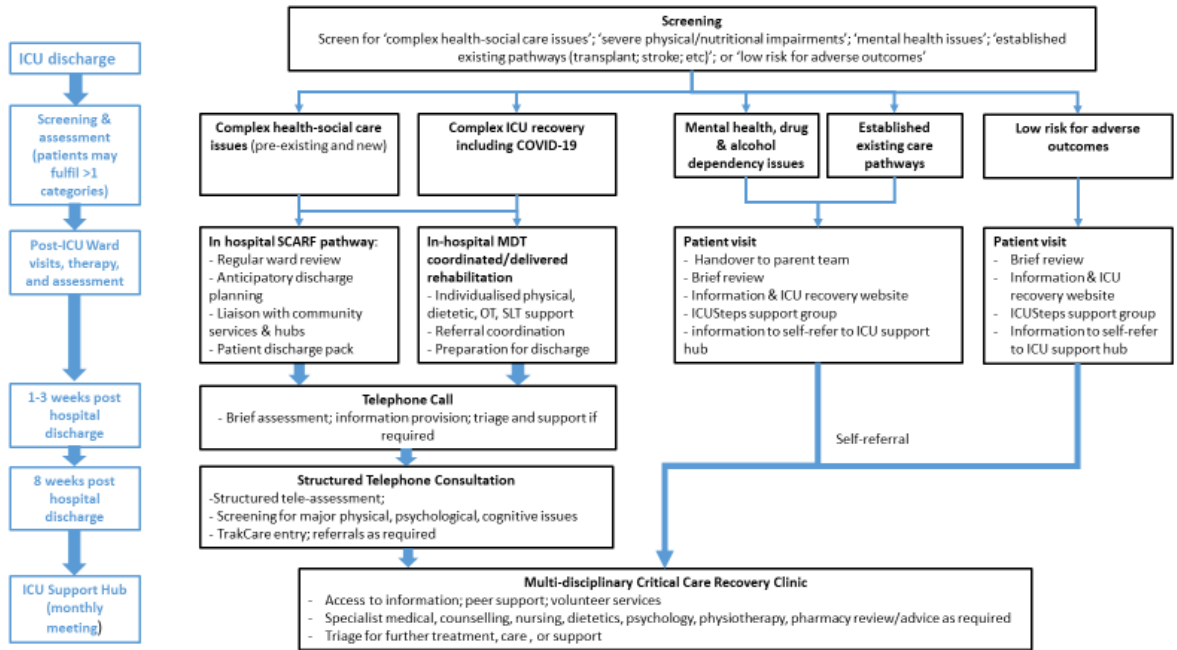 Screening
Screen for ‘complex health-social care issues’; ‘severe physical/nutritional impairments’; ‘mental health issues’; ‘established
existing pathways (transplant; stroke; etc)’; or ‘low risk for adverse outcomes’
ICU discharge
Screening &
assessment
(patients may
fulfil >1
categories)
Complex health-social care
issues (pre-existing and new)
Complex ICU recovery
including COVID-19
Mental health, drug
& alcohol
dependency issues
Established
existing care
pathways
Low risk for adverse
outcomes
Post-ICU Ward
visits, therapy,
and assessment
In hospital SCARF pathway:
- Regular ward review
- Anticipatory discharge
planning
- Liaison with community
services & hubs
- Patient discharge pack
In-hospital MDT
coordinated/delivered
rehabilitation
- Individualised physical,
dietetic, OT, SLT support
- Referral coordination
- Preparation for discharge
Patient visit
- Handover to parent team
- Brief review
- Information & ICU recovery website
- ICUSteps support group
- information to self-refer to ICU support
hub
Patient visit
- Brief review
- Information & ICU
recovery website
- ICUSteps support group
- Information to self-refer
to ICU support hub
1-3 weeks post
hospital
discharge
Telephone Call
- Brief assessment; information provision; triage and support if
required
Self-referral
8 weeks post
hospital
discharge
Structured Telephone Consultation
-Structured tele-assessment;
- Screening for major physical, psychological, cognitive issues
- TrakCare entry; referrals as required
ICU Support Hub
(monthly
meeting)
Multi-disciplinary Critical Care Recovery Clinic
- Access to information; peer support; volunteer services
- Specialist medical, counselling, nursing, dietetics, psychology, physiotherapy, pharmacy review/advice as required
- Triage for further treatment, care , or support